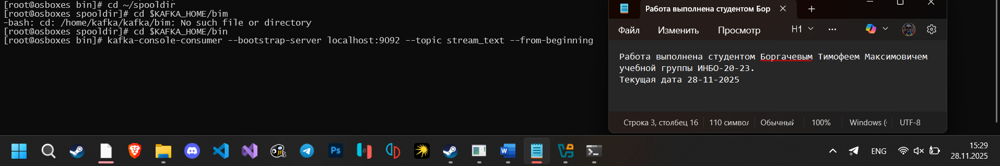 [root@osboxes bin]# cd ~/spooldir
[root@osboxes spooldir]# cd $KAFKA_HOME/bim
-bash: cd: /home/kafka/kafka/bim: No such file or directory
[root@osboxes spooldir]# cd $KAFKA_HOME/bin
[root@osboxes bin]# kafka-console-consumer --bootstrap-server localhost:9092 --topic stream_text --from-beginning
Работа выполнена студентом Бор
Файл Изменить Просмотр H1 ...
Работа выполнена студентом Боргачевым Тимофеем Максимовичем
учебной группы ИНБО-20-23.
Текущая дата 28-11-2025
Строка 3, столбец 16 110 символ Обычный 100% Windows ( UTF-8
Ps
ENG
15:29
28.11.2025